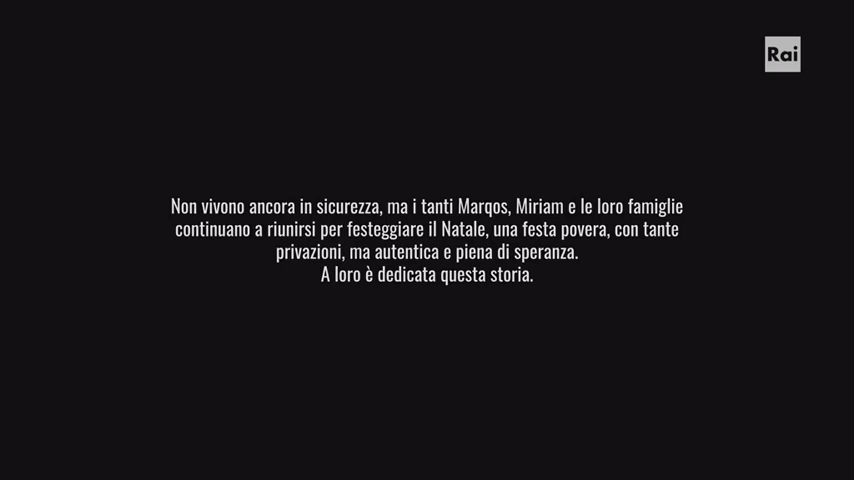 Rai
Non vivono ancora in sicurezza, ma i tanti Marqos, Miriam e le loro famiglie
continuano a riunirsi per festeggiare il Natale, una festa povera, con tante
privazioni, ma autentica e piena di speranza.
A loro è dedicata questa storia.